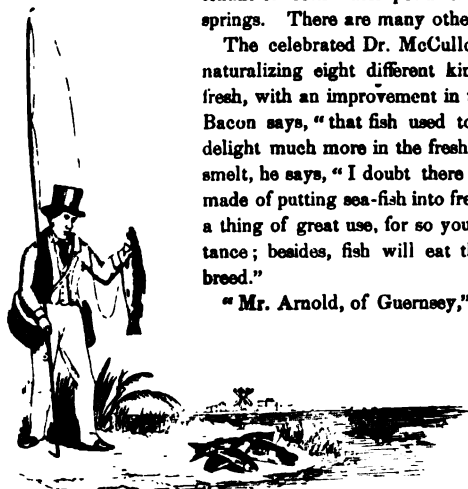 springs. There are many othe
The celebrated Dr. McCullo
naturalizing eight different kin
fresh, with an improvement in
Bacon says, "that fish used to
delight much more in the fresh
smelt, he says, "I doubt there
made of putting sea-fish into fre
a thing of great use, for so you
tance; besides, fish will eat t
breed."
"Mr. Arnold, of Guernsey,"